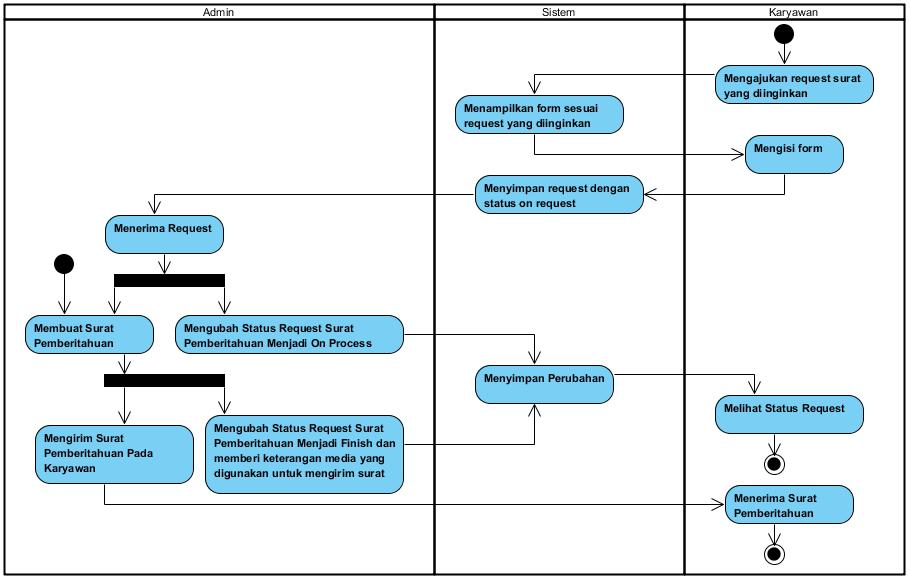 Admin
Sistem
Karyawan
Mengajukan request surat
yang diinginkan
Menampilkan form sesuai
request yang diinginkan
Mengisi form
Menyimpan request dengan
status on request
Menerima Request
Membuat Surat
Pemberitahuan
Mengubah Status Request Surat
Pemberitahuan Menjadi On Process
Menyimpan Perubahan
Melihat Status Request
Mengirim Surat
Pemberitahuan Pada
Karyawan
Mengubah Status Request Surat
Pemberitahuan Menjadi Finish dan
memberi keterangan media yang
digunakan untuk mengirim surat
Menerima Surat
Pemberitahuan